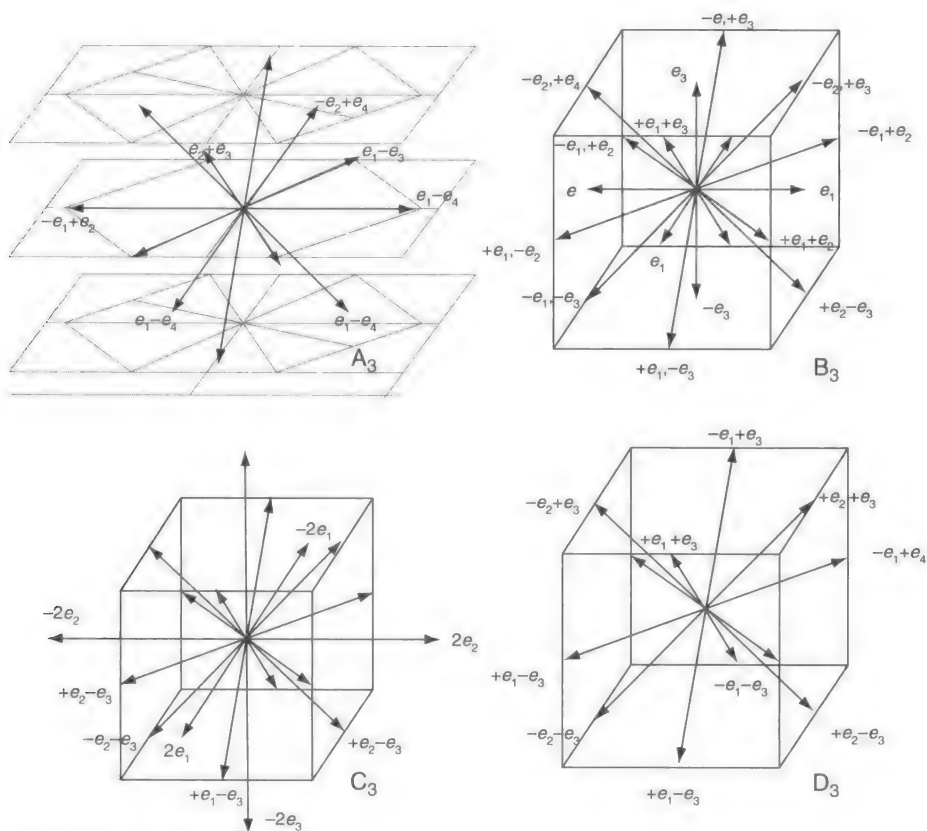 −e₂+e₄
e₂+e₃
e₁−e₃
e₁−e₄
−e₁+e₂
e₁−e₄
e₁−e₄
A₃
−e,+e₃
e₃
−e₂,+e₄
−e₂,+e₃
+e₁+e₃
−e₁,+e₂
−e₁+e₂
e
e₁
+e₁,−e₂
e₁
+e₁+e₂
−e₁,−e₃
−e₃
+e₂−e₃
+e₁,−e₃
B₃
−2e₁
−2e₂
2e₂
+e₂−e₃
−e₂−e₃
2e₁
+e₂−e₃
+e₁−e₃
−2e₃
C₃
−e₁+e₃
−e₂+e₃
+e₂+e₃
+e₁+e₃
−e₁+e₄
+e₁−e₃
−e₁−e₃
−e₂−e₃
+e₂−e₃
+e₁−e₃
D₃